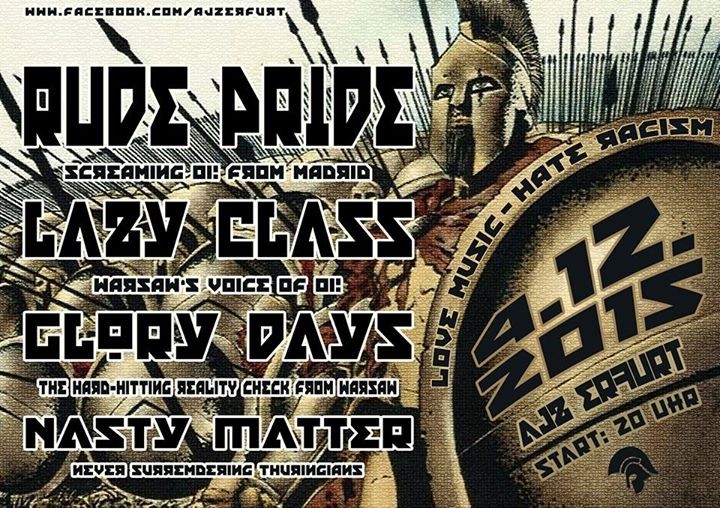 WWW.FACEBOOK.COM/AJZERFURT
RUDE PRIDE
SCREAMING OI! FROM MADRID
LAZY CLASS
WARSAW'S VOICE OF OI!
GLORY DAYS
THE HARD-HITTING REALITY CHECK FROM WARSAW
NASTY MATTER
NEVER SURRENDERING THURINGIANS
LOVE MUSIC - HATE RACISM
4.12.
2015
AJZ ERFURT
START: 20 UHR